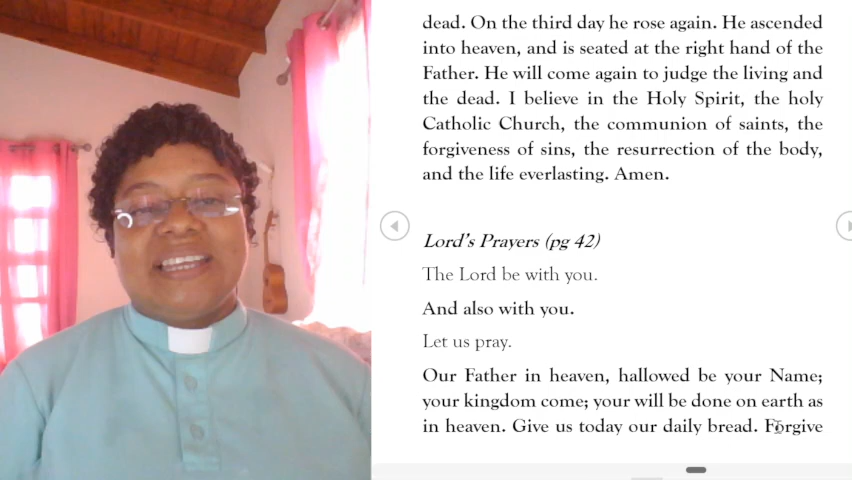 dead. On the third day he rose again. He ascended
into heaven, and is seated at the right hand of the
Father. He will come again to judge the living and
the dead. I believe in the Holy Spirit, the holy
Catholic Church, the communion of saints, the
forgiveness of sins, the resurrection of the body,
and the life everlasting. Amen.
Lord's Prayers (pg 42)
The Lord be with you.
And also with you.
Let us pray.
Our Father in heaven, hallowed be your Name;
your kingdom come; your will be done on earth as
in heaven. Give us today our daily bread. Forgive